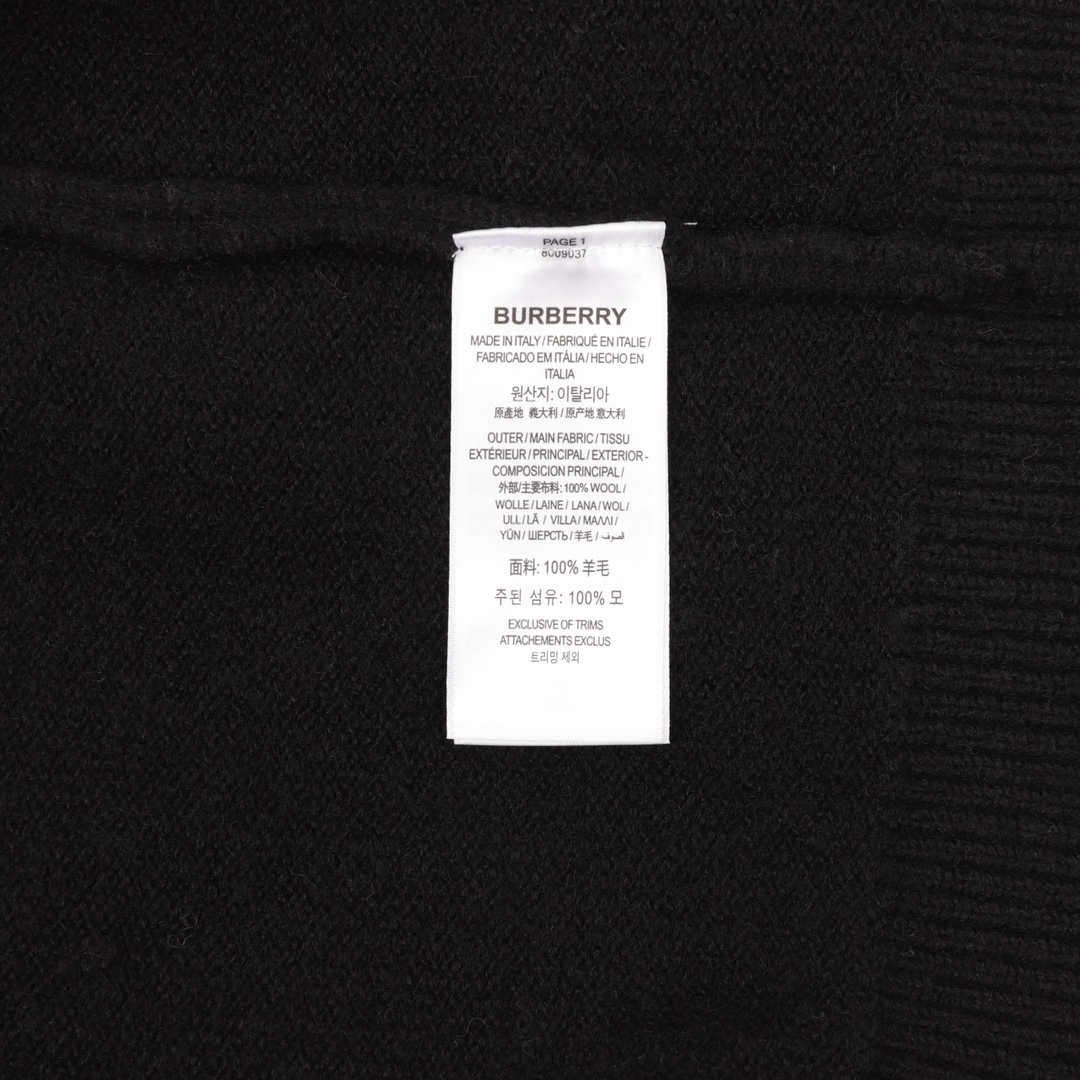 PAGE 1
8009037
BURBERRY
MADE IN ITALY / FABRIQUÉ EN ITALIE /
FABRICADO EM ITÁLIA / HECHO EN
ITALIA
원산지: 이탈리아
原產地 義大利 / 原产地 意大利
OUTER / MAIN FABRIC / TISSU
EXTÉRIEUR / PRINCIPAL / EXTERIOR -
COMPOSICION PRINCIPAL /
外部/主要布料: 100% WOOL /
WOLLE / LAINE / LANA / WOL /
ULL / LÃ / VILLA / ΜΑΛΛΙ /
YÜN / ШЕРСТЬ / 羊毛 / الصوف
面料: 100% 羊毛
주된 섬유: 100% 모
EXCLUSIVE OF TRIMS
ATTACHEMENTS EXCLUS
트리밍 제외